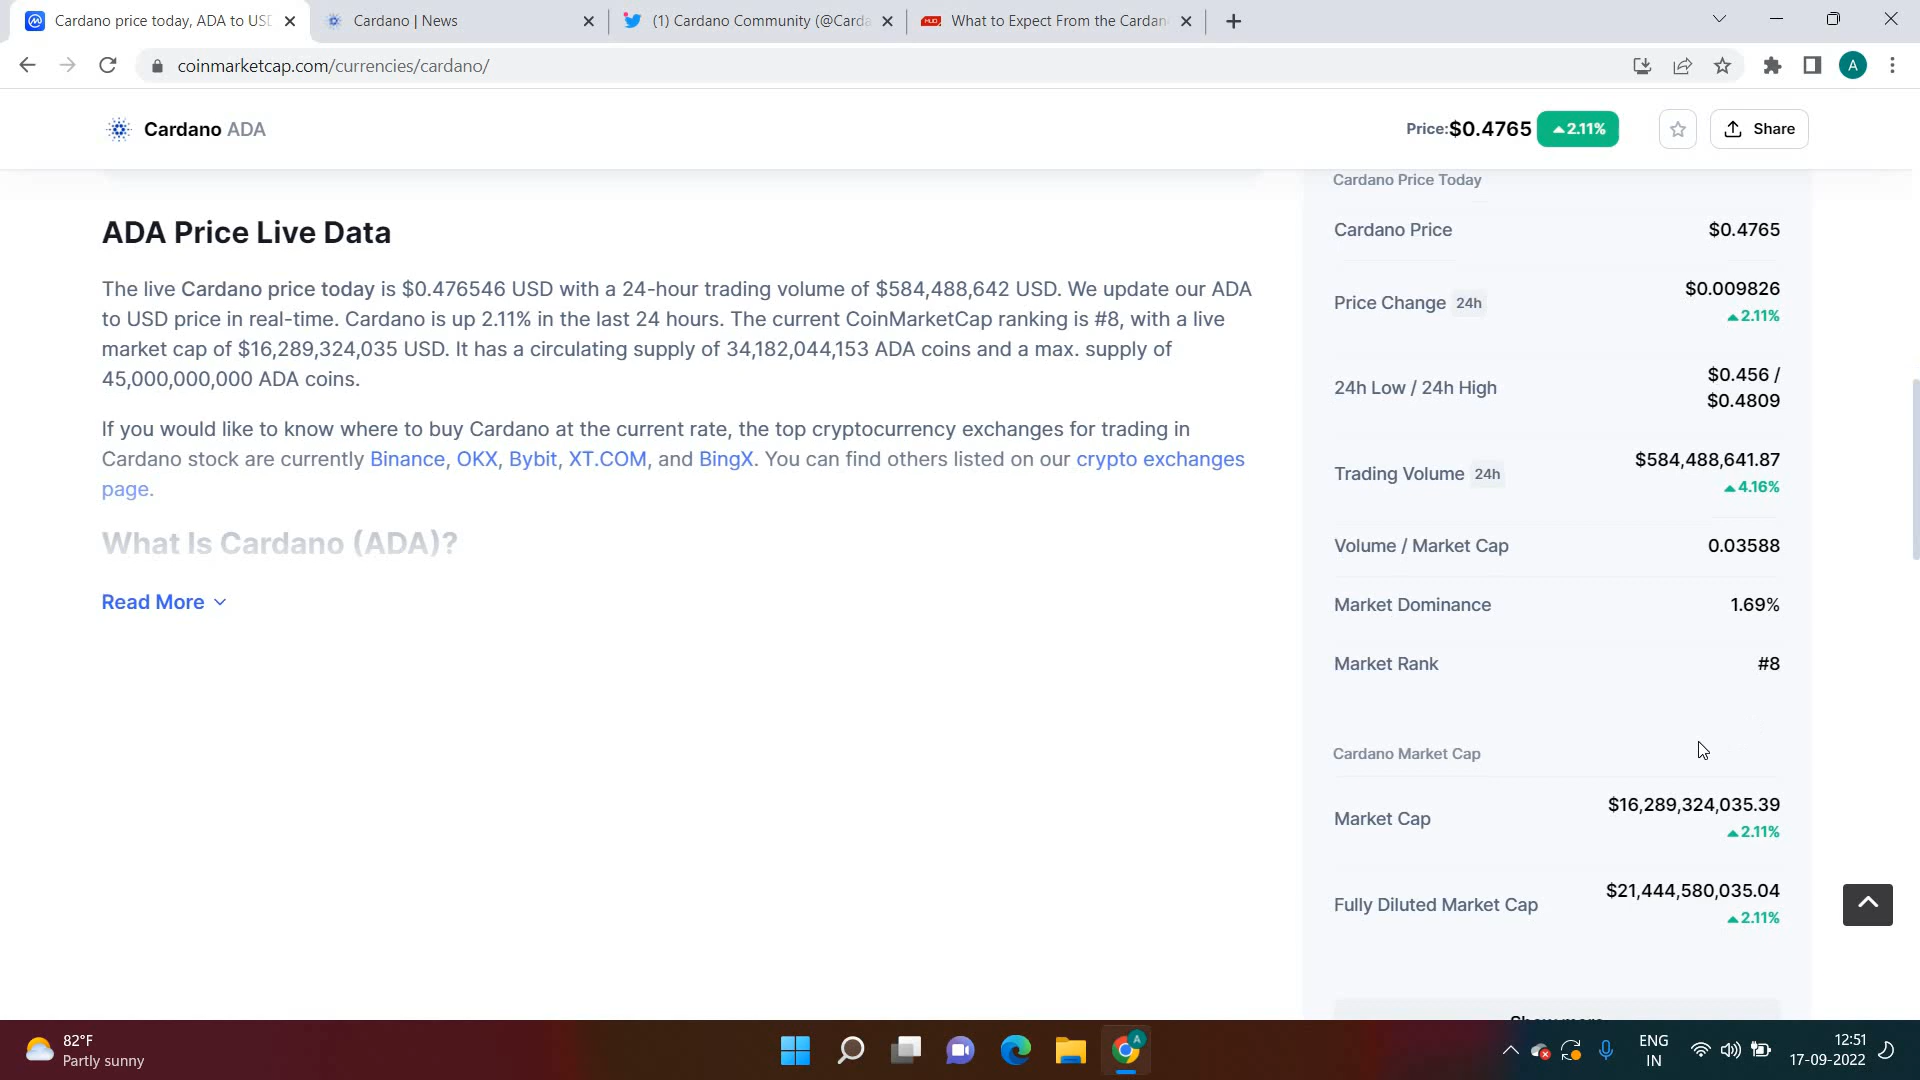 Cardano price today, ADA to USD
Cardano | News
(1) Cardano Community (@Carda
What to Expect From the Cardan
coinmarketcap.com/currencies/cardano/
A
Cardano ADA
Price:$0.4765
2.11%
Share
Cardano Price Today
ADA Price Live Data
Cardano Price
$0.4765
The live Cardano price today is $0.476546 USD with a 24-hour trading volume of $584,488,642 USD. We update our ADA
to USD price in real-time. Cardano is up 2.11% in the last 24 hours. The current CoinMarketCap ranking is #8, with a live
market cap of $16,289,324,035 USD. It has a circulating supply of 34,182,044,153 ADA coins and a max. supply of
45,000,000,000 ADA coins.
Price Change 24h
$0.009826
2.11%
24h Low / 24h High
$0.456 /
$0.4809
If you would like to know where to buy Cardano at the current rate, the top cryptocurrency exchanges for trading in
Cardano stock are currently Binance, OKX, Bybit, XT.COM, and BingX. You can find others listed on our crypto exchanges
page.
Trading Volume 24h
$584,488,641.87
4.16%
What Is Cardano (ADA)?
Volume / Market Cap
0.03588
Read More
Market Dominance
1.69%
Market Rank
#8
Cardano Market Cap
Market Cap
$16,289,324,035.39
2.11%
Fully Diluted Market Cap
$21,444,580,035.04
2.11%
Show more
82°F
Partly sunny
A
ENG
IN
12:51
17-09-2022